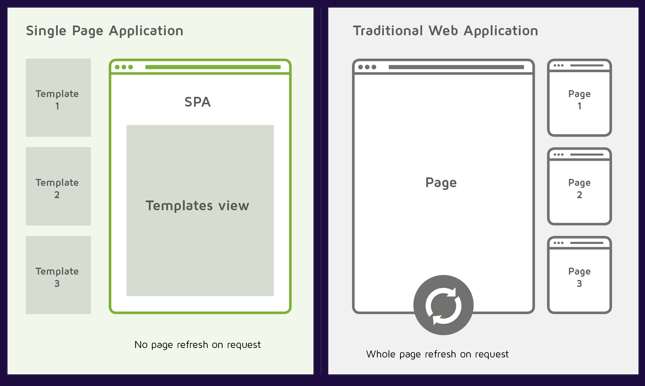 Single Page Application
Template
1
Template
2
Template
3
SPA
Templates view
No page refresh on request
Traditional Web Application
Page
Page
1
Page
2
Page
3
Whole page refresh on request